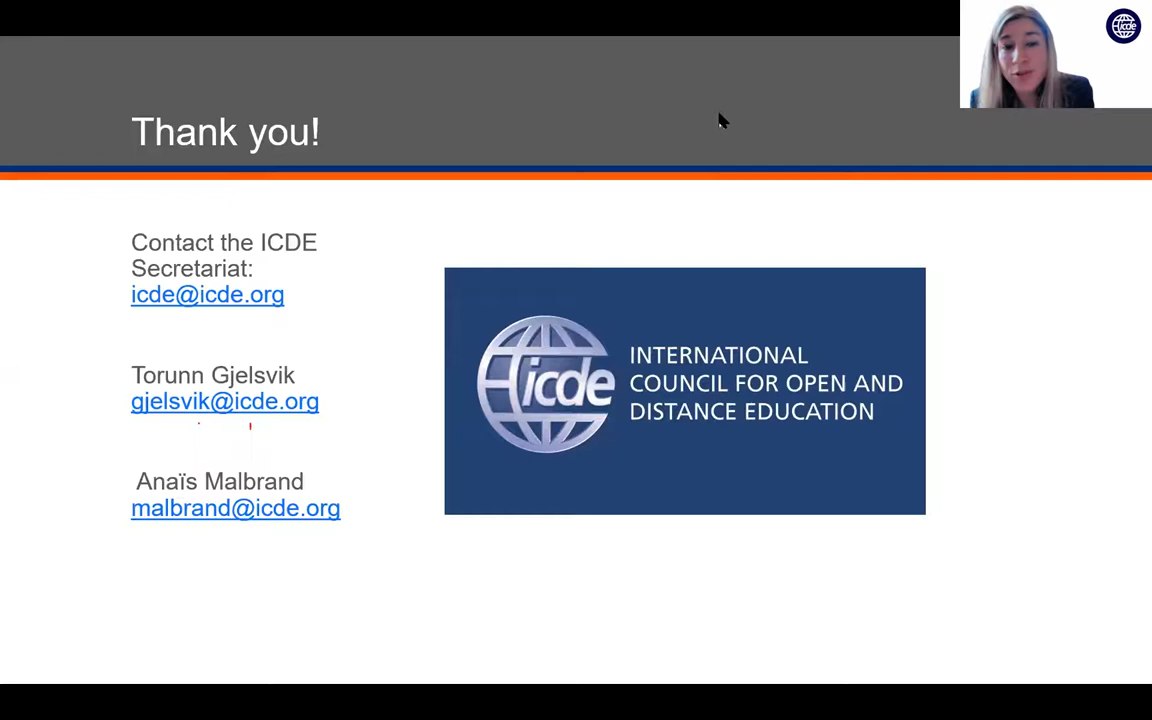 icde
Thank you!
Contact the ICDE
Secretariat:
icde@icde.org
Torunn Gjelsvik
gjelsvik@icde.org
Anaïs Malbrand
malbrand@icde.org
icde
INTERNATIONAL
COUNCIL FOR OPEN AND
DISTANCE EDUCATION